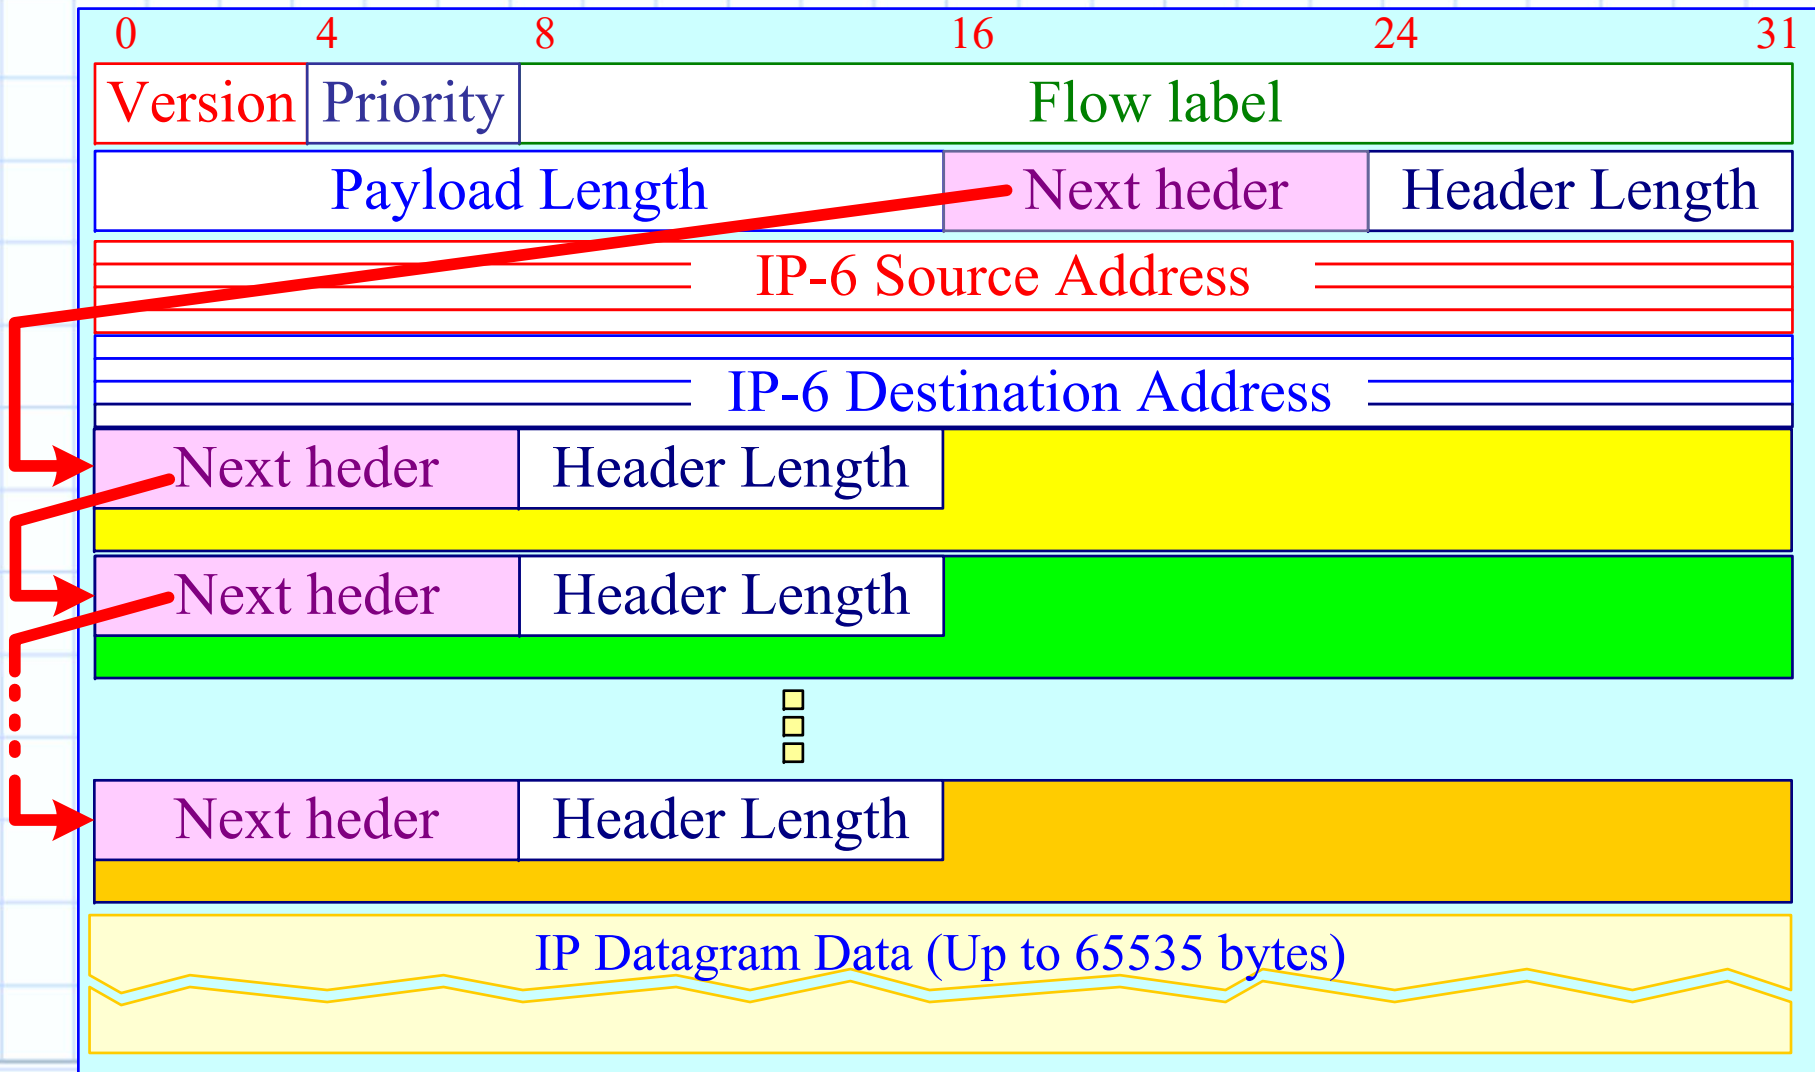 0 4 8 16 24 31
Version Priority Flow label
Payload Length Next heder Header Length
IP-6 Source Address
IP-6 Destination Address
Next heder Header Length
Next heder Header Length
Next heder Header Length
IP Datagram Data (Up to 65535 bytes)